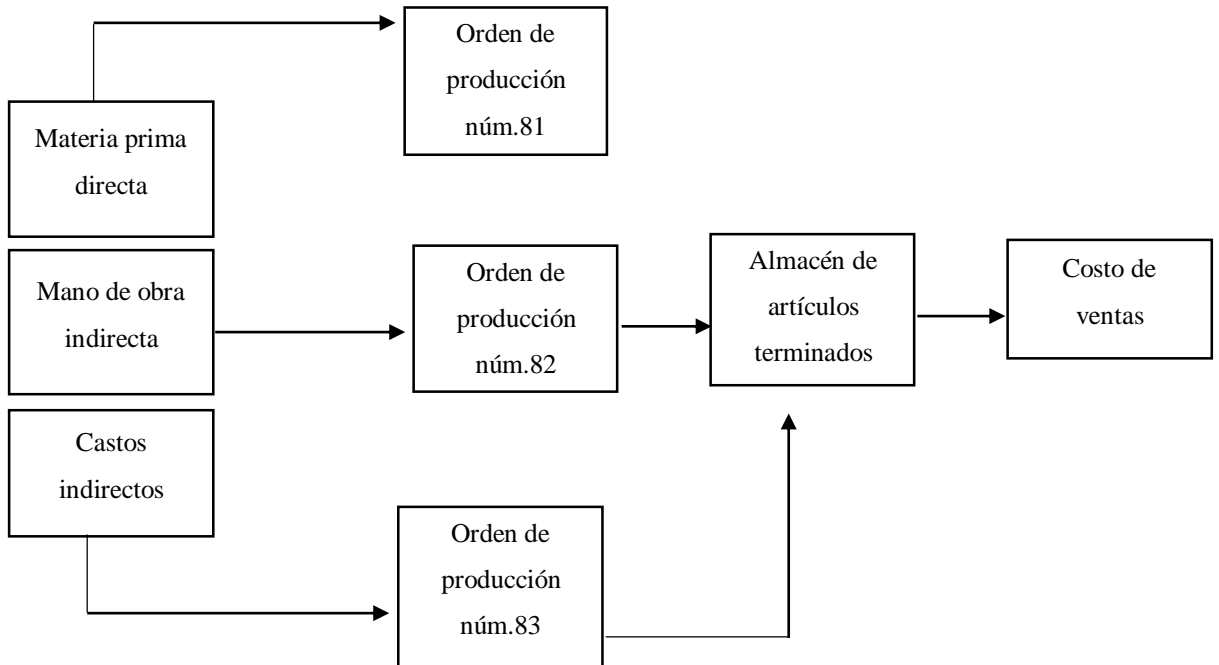 Orden de
producción
núm.81
Materia prima
directa
Mano de obra
indirecta
Orden de
producción
núm.82
Almacén de
artículos
terminados
Costo de
ventas
Castos
indirectos
Orden de
producción
núm.83